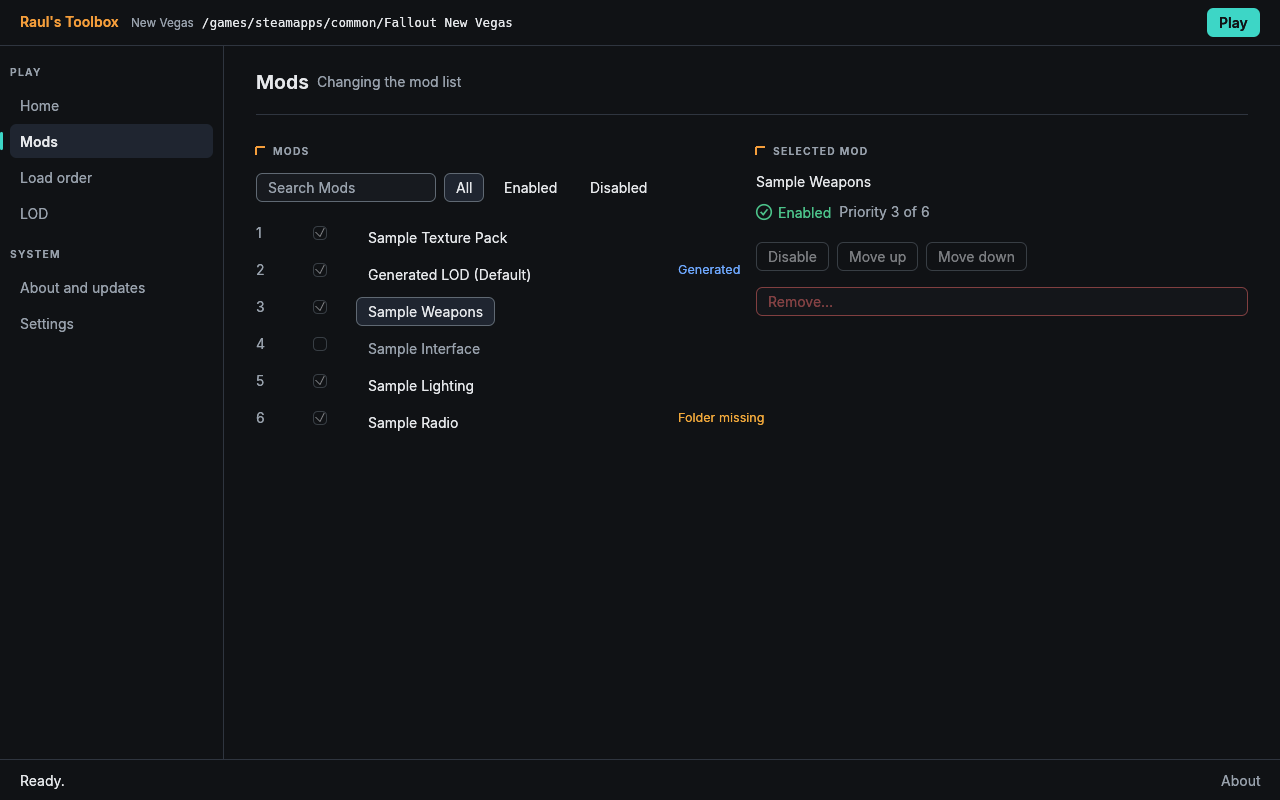 Raul's Toolbox New Vegas /games/steamapps/common/Fallout New Vegas Play
PLAY
Home
Mods
Load order
LOD
SYSTEM
About and updates
Settings
Mods Changing the mod list
MODS
Search Mods All Enabled Disabled
1 Sample Texture Pack
2 Generated LOD (Default) Generated
3 Sample Weapons
4 Sample Interface
5 Sample Lighting
6 Sample Radio Folder missing
SELECTED MOD
Sample Weapons
Enabled Priority 3 of 6
Disable Move up Move down
Remove...
Ready. About